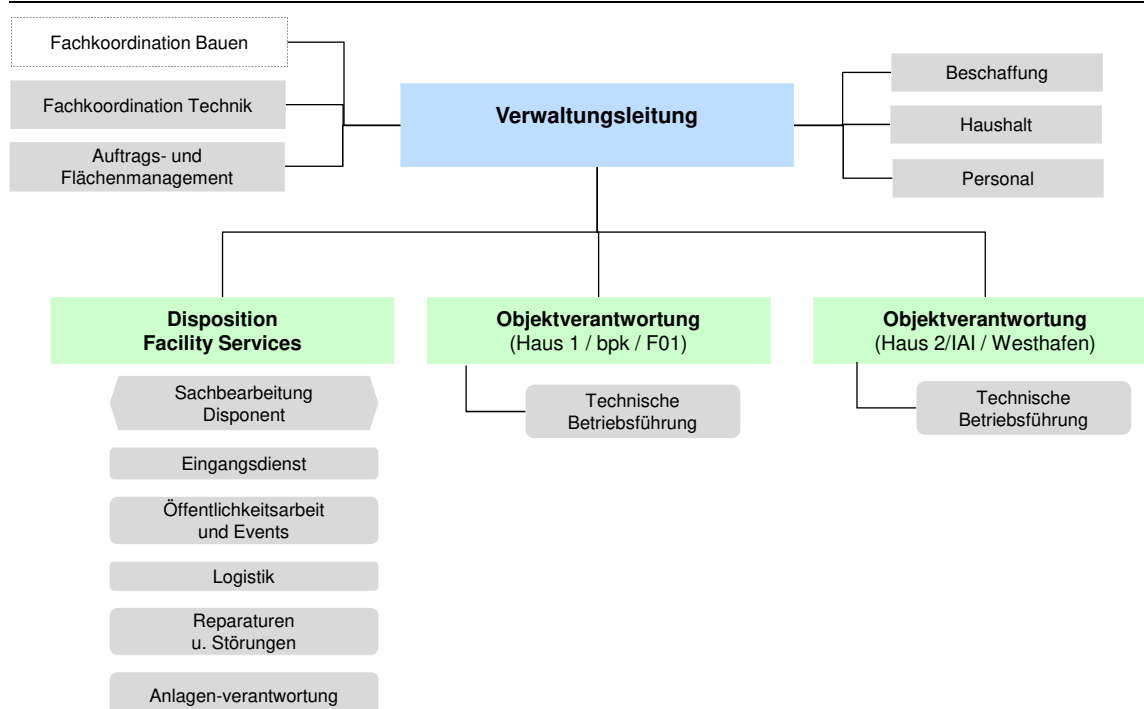 Fachkoordination Bauen
Fachkoordination Technik
Auftrags- und
Flächenmanagement
Verwaltungsleitung
Beschaffung
Haushalt
Personal
Disposition
Facility Services
Sachbearbeitung
Disponent
Eingangsdienst
Öffentlichkeitsarbeit
und Events
Logistik
Reparaturen
u. Störungen
Anlagen-verantwortung
Objektverantwortung
(Haus 1 / bpk / F01)
Technische
Betriebsführung
Objektverantwortung
(Haus 2/IAI / Westhafen)
Technische
Betriebsführung